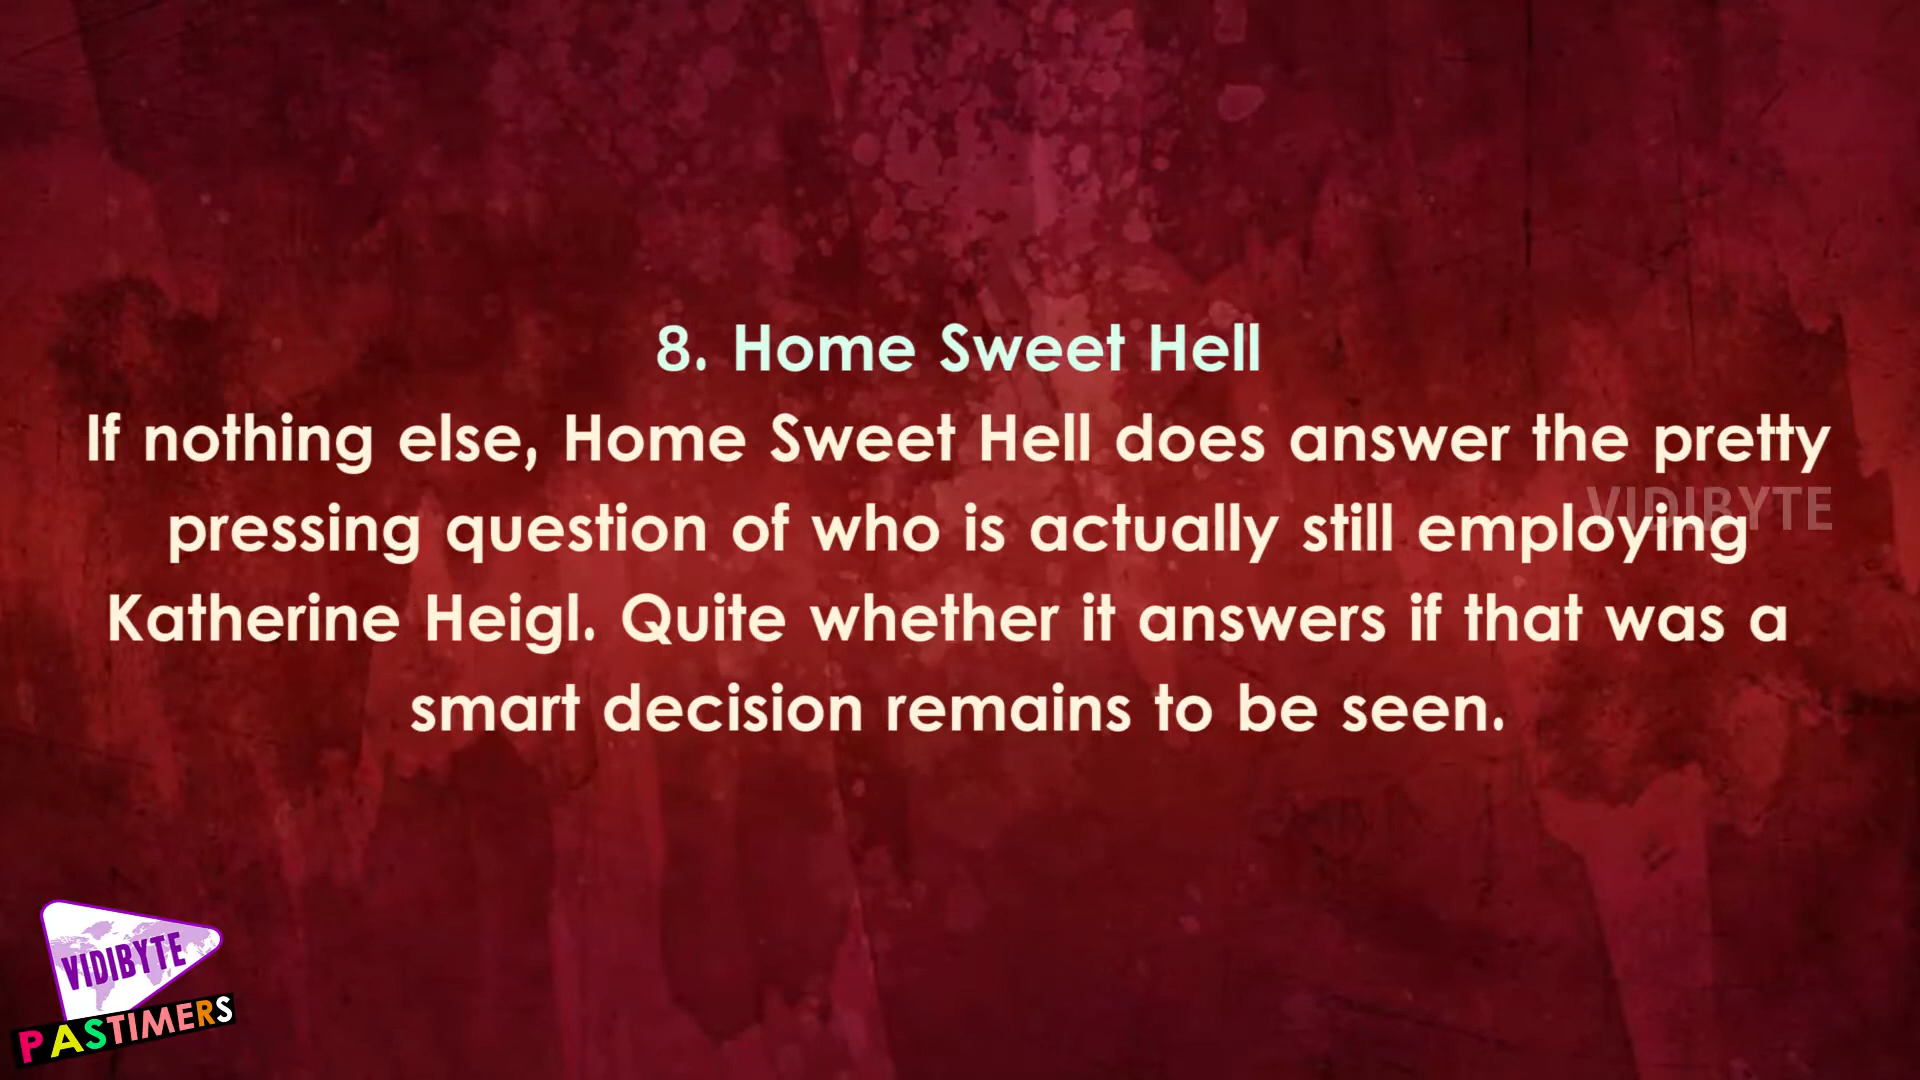 8. Home Sweet Hell
If nothing else, Home Sweet Hell does answer the pretty
pressing question of who is actually still employing
Katherine Heigl. Quite whether it answers if that was a
smart decision remains to be seen.
VIDIBYTE
VIDIBYTE
PASTIMERS